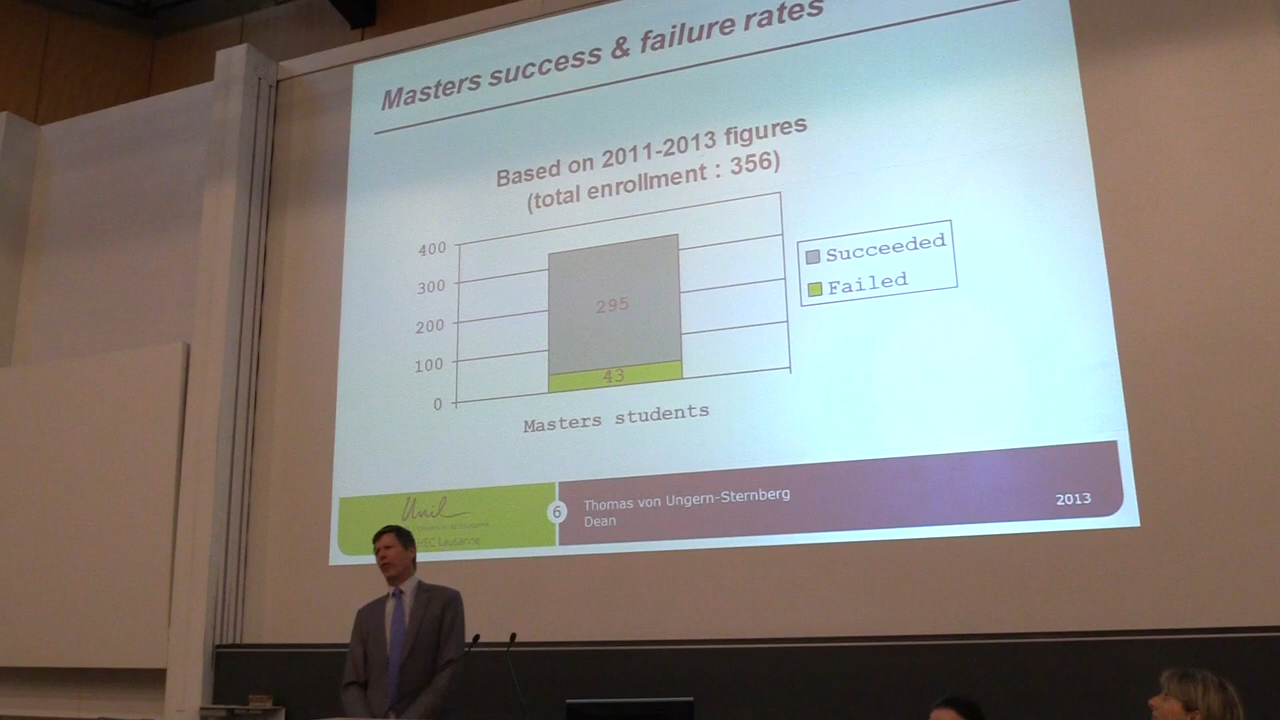 Masters success & failure rates
Based on 2011-2013 figures
(total enrollment : 356)
400
300
200
100
0
295
43
Masters students
Succeeded
Failed
Unil
HEC Lausanne
6
Thomas von Ungern-Sternberg
Dean
2013